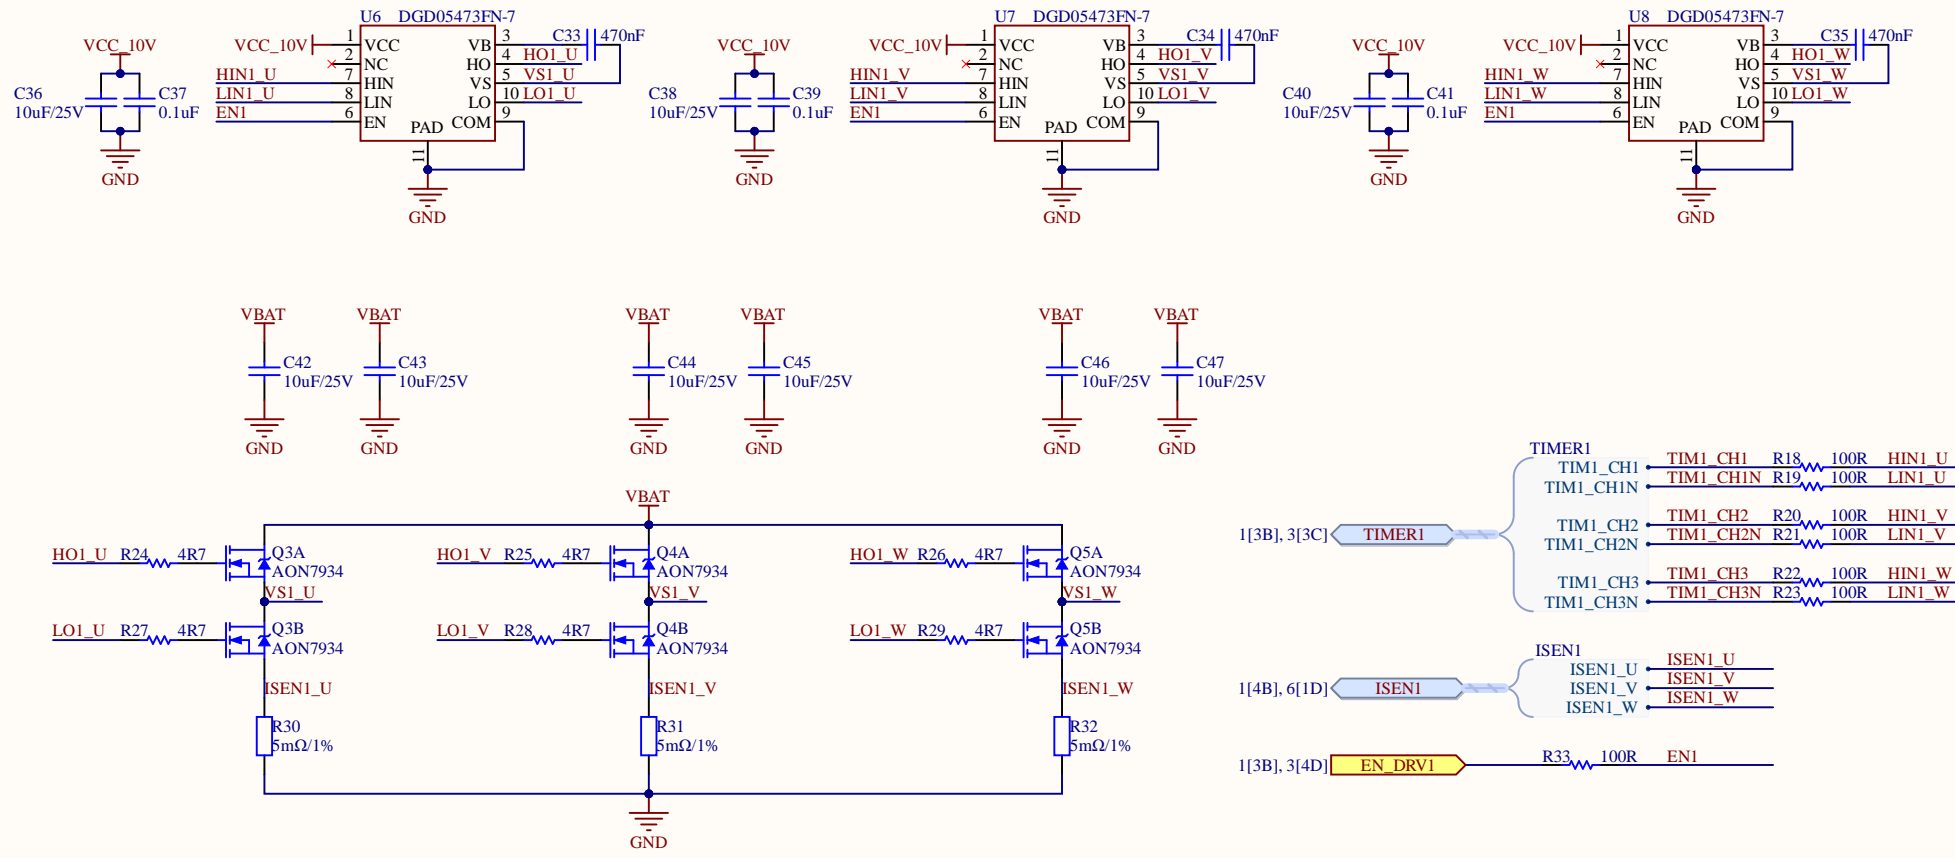 U6 DGD05473FN-7
VCC_10V
C36
10uF/25V
C37
0.1uF
GND
VCC_10V
HIN1_U
LIN1_U
EN1
1 VCC
2 NC
7 HIN
8 LIN
6 EN
VB 3
HO 4
VS 5
LO 10
COM 9
PAD
11
C33 470nF
HO1_U
VS1_U
LO1_U
GND
U7 DGD05473FN-7
VCC_10V
C38
10uF/25V
C39
0.1uF
GND
VCC_10V
HIN1_V
LIN1_V
EN1
1 VCC
2 NC
7 HIN
8 LIN
6 EN
VB 3
HO 4
VS 5
LO 10
COM 9
PAD
11
C34 470nF
HO1_V
VS1_V
LO1_V
GND
U8 DGD05473FN-7
VCC_10V
C40
10uF/25V
C41
0.1uF
GND
VCC_10V
HIN1_W
LIN1_W
EN1
1 VCC
2 NC
7 HIN
8 LIN
6 EN
VB 3
HO 4
VS 5
LO 10
COM 9
PAD
11
C35 470nF
HO1_W
VS1_W
LO1_W
GND
VBAT
C42
10uF/25V
GND
VBAT
C43
10uF/25V
GND
VBAT
C44
10uF/25V
GND
VBAT
C45
10uF/25V
GND
VBAT
C46
10uF/25V
GND
VBAT
C47
10uF/25V
GND
VBAT
HO1_U R24 4R7
Q3A
AON7934
VS1_U
LO1_U R27 4R7
Q3B
AON7934
ISEN1_U
R30
5mΩ/1%
HO1_V R25 4R7
Q4A
AON7934
VS1_V
LO1_V R28 4R7
Q4B
AON7934
ISEN1_V
R31
5mΩ/1%
HO1_W R26 4R7
Q5A
AON7934
VS1_W
LO1_W R29 4R7
Q5B
AON7934
ISEN1_W
R32
5mΩ/1%
GND
TIMER1
1[3B], 3[3C] TIMER1
TIM1_CH1 TIM1_CH1 R18 100R HIN1_U
TIM1_CH1N TIM1_CH1N R19 100R LIN1_U
TIM1_CH2 TIM1_CH2 R20 100R HIN1_V
TIM1_CH2N TIM1_CH2N R21 100R LIN1_V
TIM1_CH3 TIM1_CH3 R22 100R HIN1_W
TIM1_CH3N TIM1_CH3N R23 100R LIN1_W
ISEN1
1[4B], 6[1D] ISEN1
ISEN1_U ISEN1_U
ISEN1_V ISEN1_V
ISEN1_W ISEN1_W
1[3B], 3[4D] EN_DRV1 R33 100R EN1